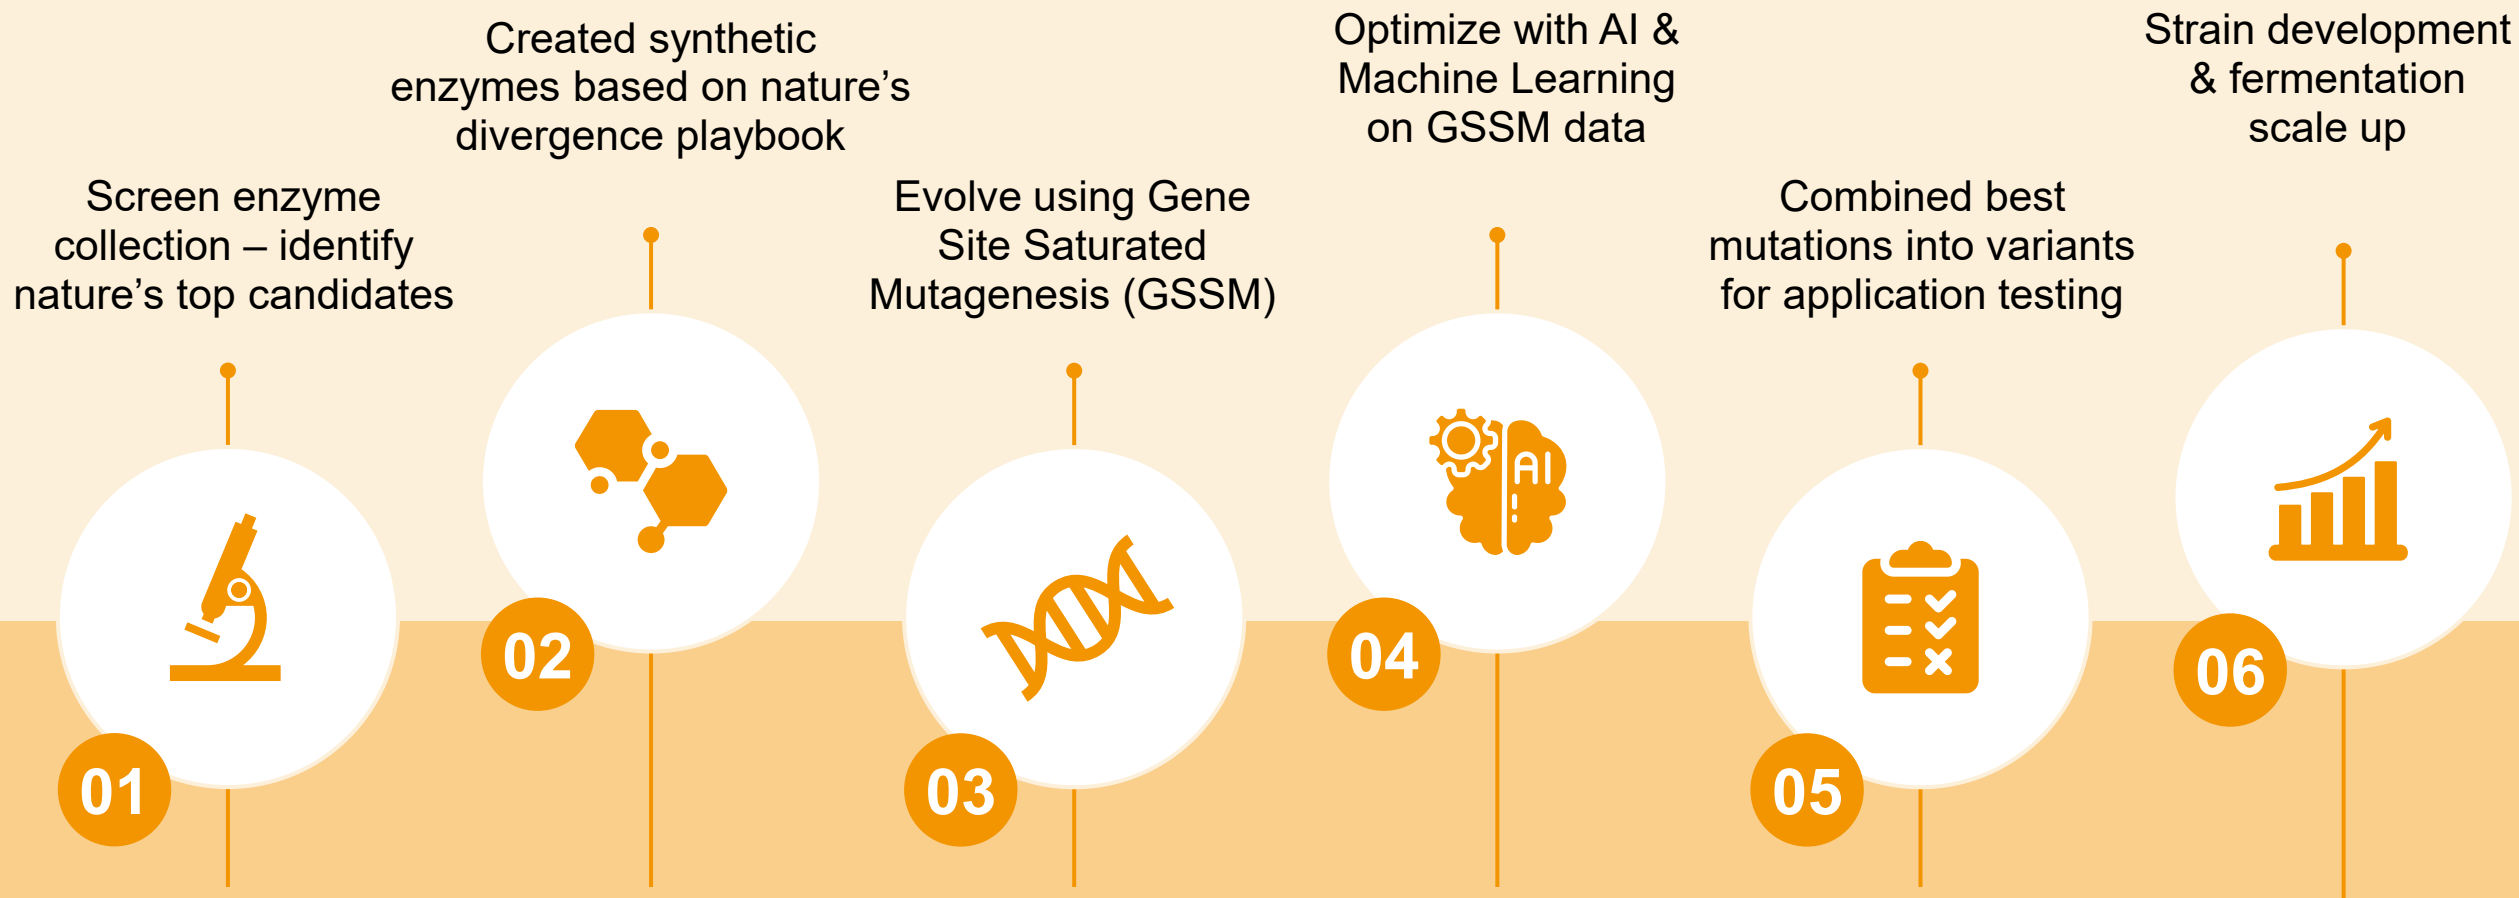 Screen enzyme
collection – identify
nature’s top candidates
01
Created synthetic
enzymes based on nature’s
divergence playbook
02
Evolve using Gene
Site Saturated
Mutagenesis (GSSM)
03
Optimize with AI &
Machine Learning
on GSSM data
AI
04
Combined best
mutations into variants
for application testing
05
Strain development
& fermentation
scale up
06